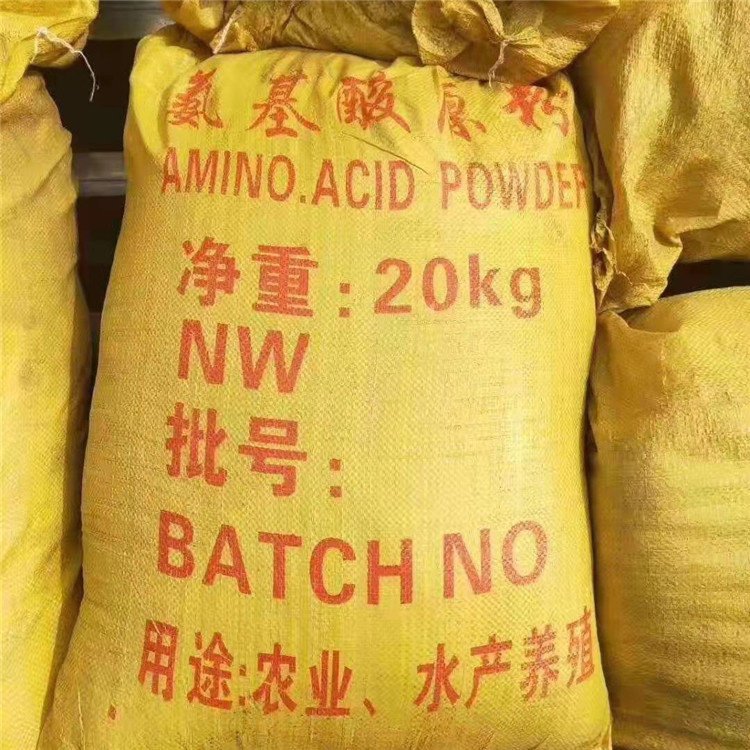 氨基酸原粉
AMINO.ACID POWDER
净重:20kg
NW
批号:
BATCH NO
用途:农业、水产养殖